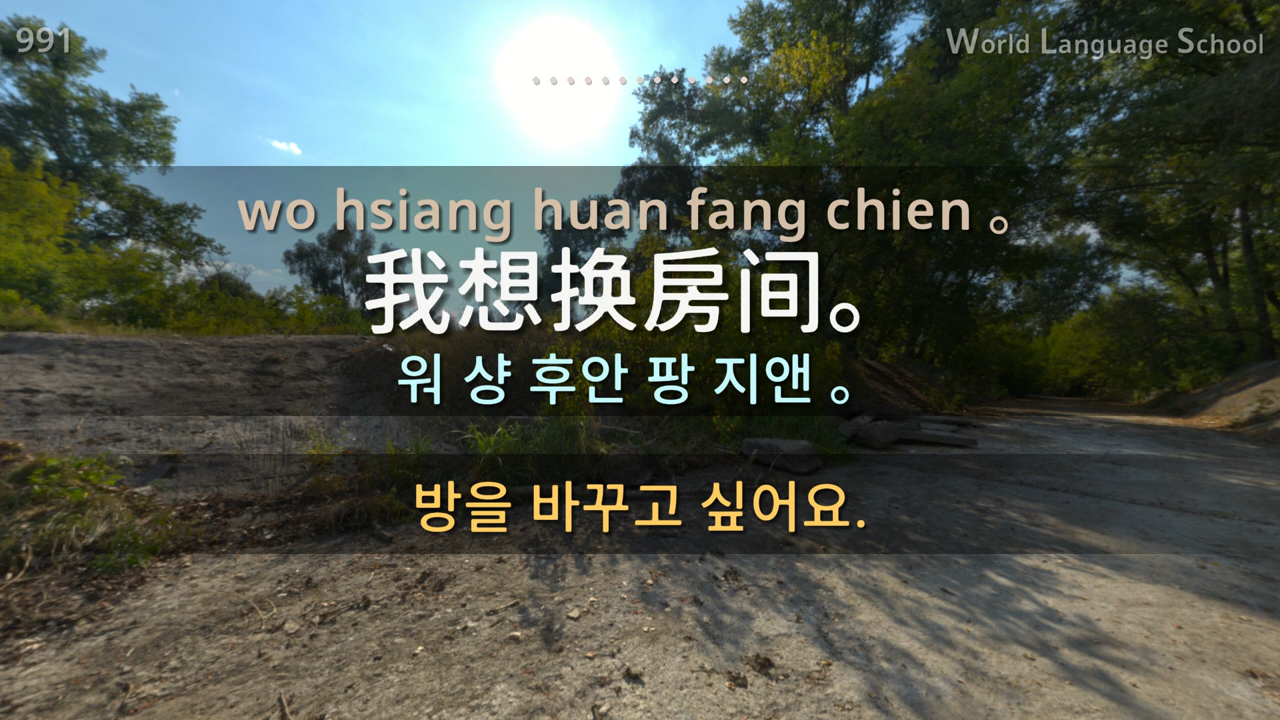 991
World Language School
wo hsiang huan fang chien 。
我想换房间。
워 샹 후안 팡 지앤 。
방을 바꾸고 싶어요.